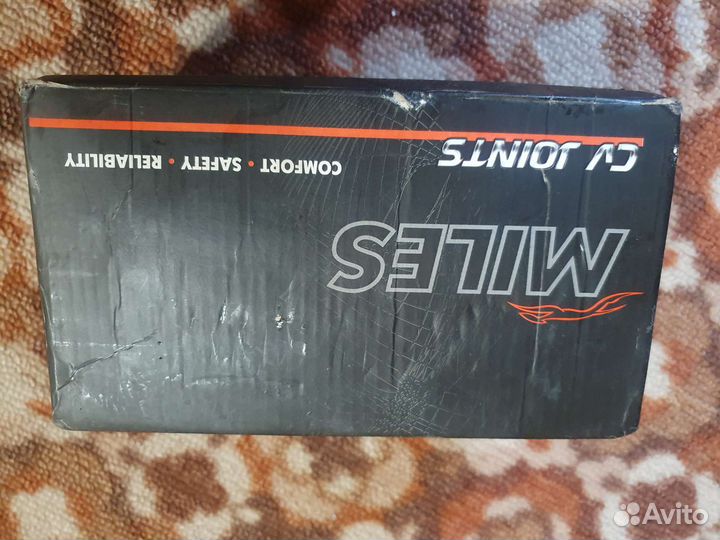 MILES
CV JOINTS
COMFORT • SAFETY • RELIABILITY
Avito